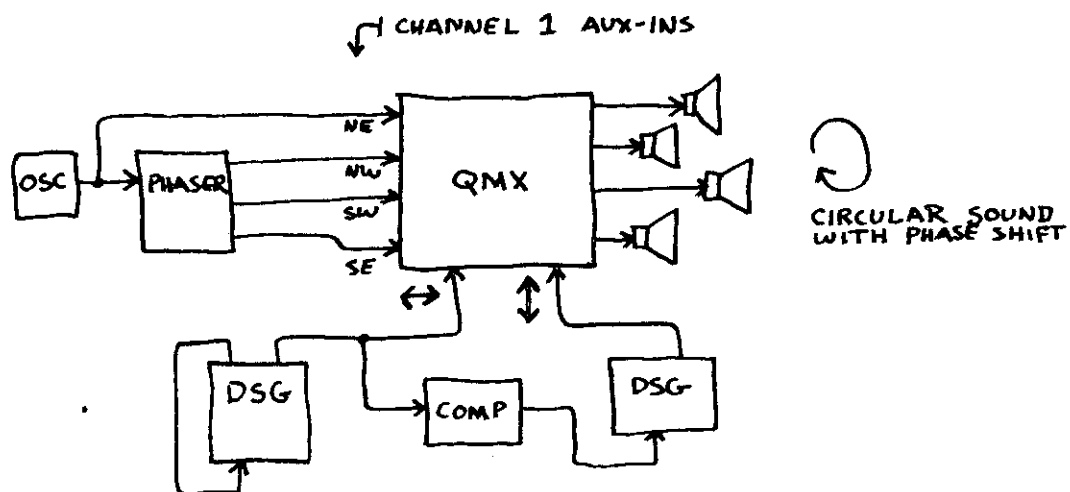 CHANNEL 1 AUX-INS
NE
OSC
PHASER
NW
QMX
SW
SE
CIRCULAR SOUND
WITH PHASE SHIFT
DSG
COMP
DSG